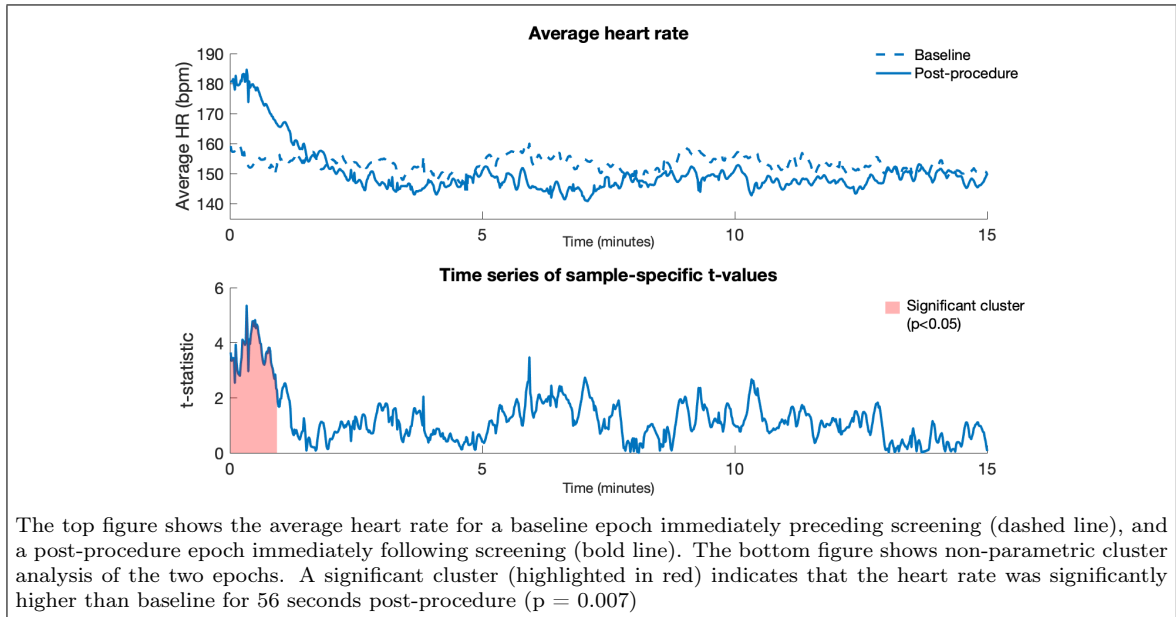 Average heart rate
190
180
170
160
150
140
Average HR (bpm)
Baseline
Post-procedure
0
5
10
15
Time (minutes)
Time series of sample-specific t-values
6
4
2
0
t-statistic
Significant cluster
(p<0.05)
0
5
10
15
Time (minutes)
The top figure shows the average heart rate for a baseline epoch immediately preceding screening (dashed line), and
a post-procedure epoch immediately following screening (bold line). The bottom figure shows non-parametric cluster
analysis of the two epochs. A significant cluster (highlighted in red) indicates that the heart rate was significantly
higher than baseline for 56 seconds post-procedure (p = 0.007)